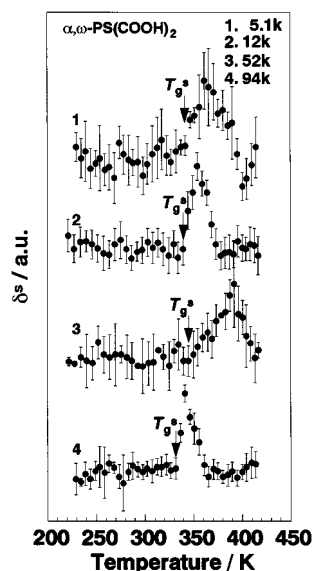 α,ω-PS(COOH)₂
1. 5.1k
2. 12k
3. 52k
4. 94k
Tgˢ
1
Tgˢ
2
Tgˢ
3
Tgˢ
4
δˢ / a.u.
200 250 300 350 400 450
Temperature / K